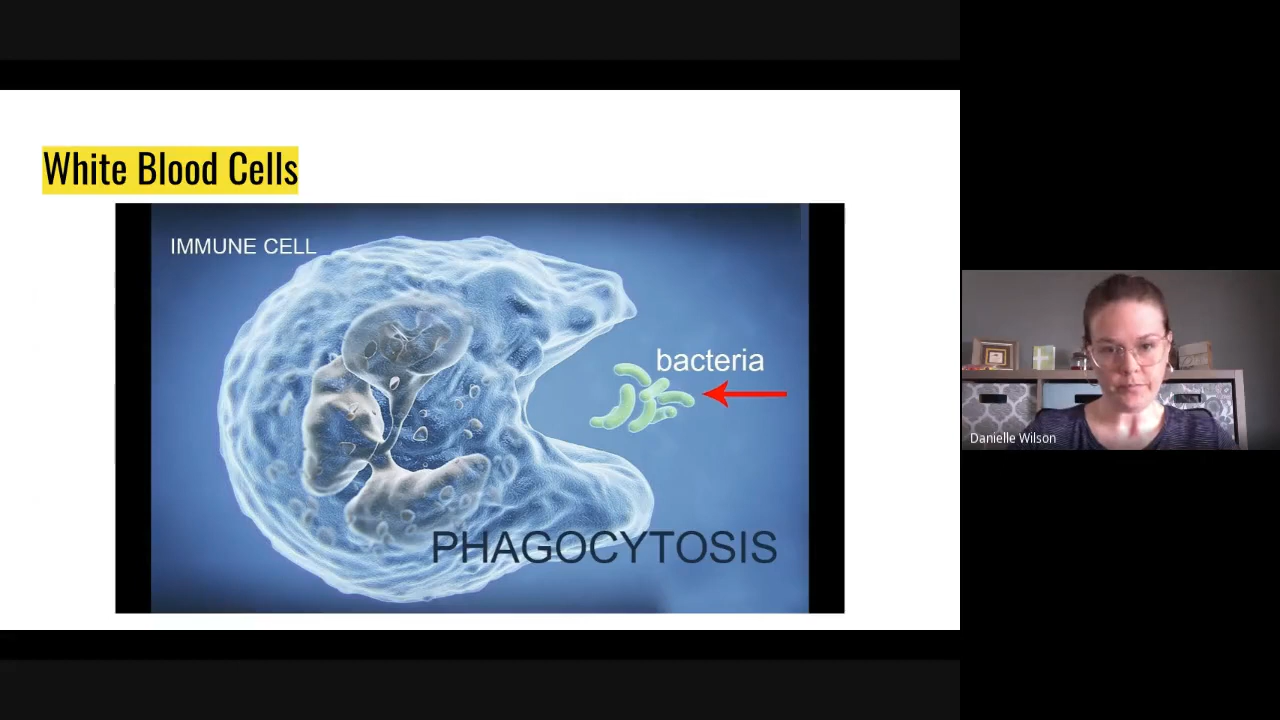 White Blood Cells
IMMUNE CELL
bacteria
PHAGOCYTOSIS
Danielle Wilson